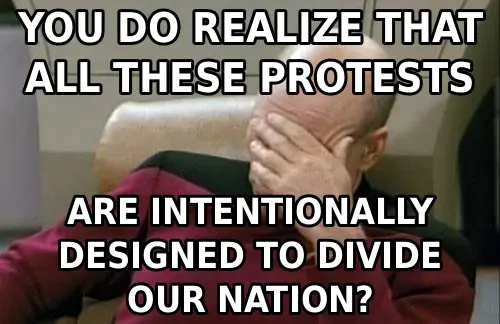 YOU DO REALIZE THAT
ALL THESE PROTESTS
ARE INTENTIONALLY
DESIGNED TO DIVIDE
OUR NATION?